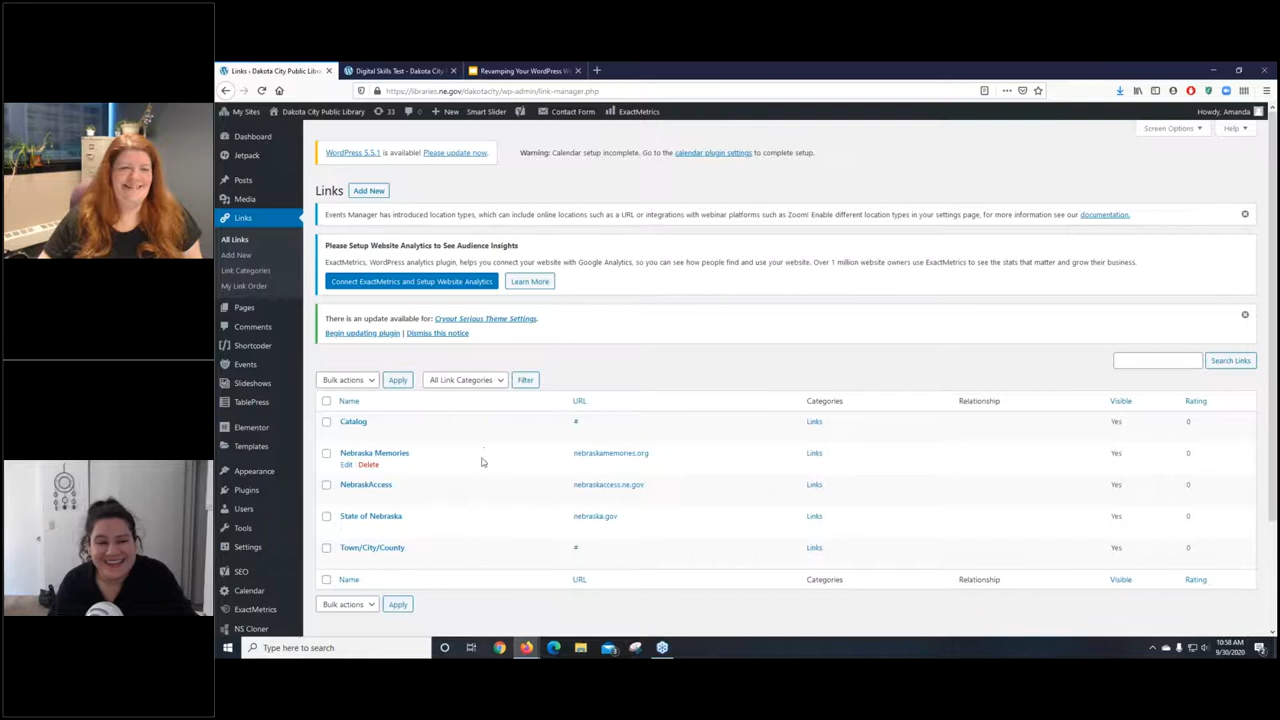 Links ‹ Dakota City Public Libra
Digital Skills Test - Dakota City
Revamping Your WordPress W
https://libraries.ne.gov/dakotacity/wp-admin/link-manager.php
My Sites
Dakota City Public Library
33
New
Smart Slider
Contact Form
ExactMetrics
Howdy, Amanda
Screen Options
Help
Dashboard
Jetpack
Posts
Media
Links
All Links
Add New
Link Categories
My Link Order
Pages
Comments
Shortcoder
Events
Slideshows
TablePress
Elementor
Templates
Appearance
Plugins
Users
Tools
Settings
SEO
Calendar
ExactMetrics
NS Cloner
WordPress 5.5.1 is available! Please update now.
Warning: Calendar setup incomplete. Go to the calendar plugin settings to complete setup.
Links Add New
Events Manager has introduced location types, which can include online locations such as a URL or integrations with webinar platforms such as Zoom! Enable different location types in your settings page, for more information see our documentation.
Please Setup Website Analytics to See Audience Insights
ExactMetrics, WordPress analytics plugin, helps you connect your website with Google Analytics, so you can see how people find and use your website. Over 1 million website owners use ExactMetrics to see the stats that matter and grow their business.
Connect ExactMetrics and Setup Website Analytics Learn More
There is an update available for: Cryout Serious Theme Settings.
Begin updating plugin | Dismiss this notice
Search Links
Bulk actions Apply All Link Categories Filter
Name URL Categories Relationship Visible Rating
Catalog # Links Yes 0
Nebraska Memories nebraskamemories.org Links Yes 0
Edit Delete
NebraskAccess nebraskaccess.ne.gov Links Yes 0
State of Nebraska nebraska.gov Links Yes 0
Town/City/County # Links Yes 0
Name URL Categories Relationship Visible Rating
Bulk actions Apply
Type here to search
10:58 AM
9/30/2020